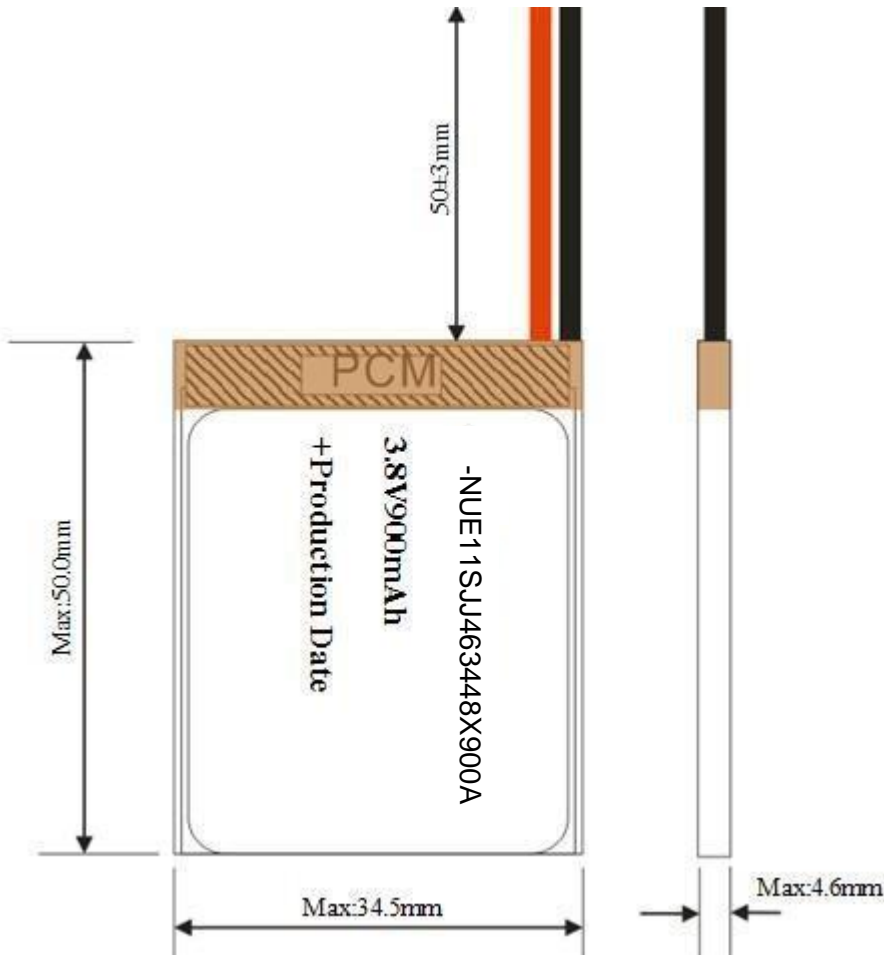 50±3mm
PCM
-NUE11SJJ463448X900A
3.8V900mAh
+Production Date
Max:50.0mm
Max:34.5mm
Max:4.6mm